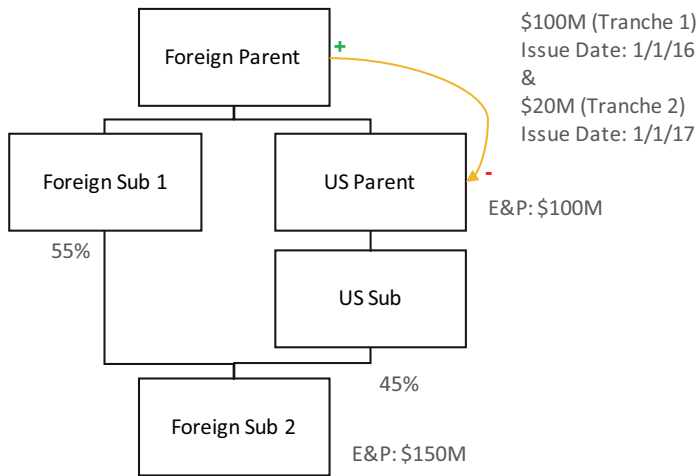 $100M (Tranche 1)
Issue Date: 1/1/16
&
$20M (Tranche 2)
Issue Date: 1/1/17
Foreign Parent
+
Foreign Sub 1
US Parent
-
E&P: $100M
55%
US Sub
45%
Foreign Sub 2
E&P: $150M